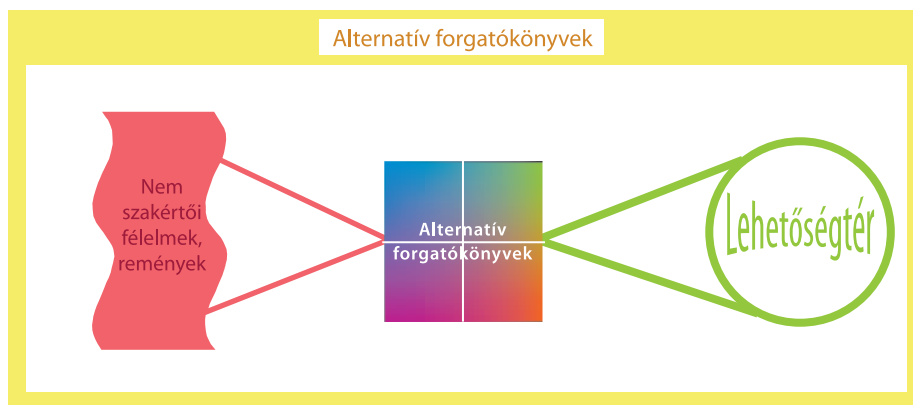 Alternatív forgatókönyvek
Nem
szakértői
félelmek,
remények
Alternatív
forgatókönyvek
Lehetőségtér